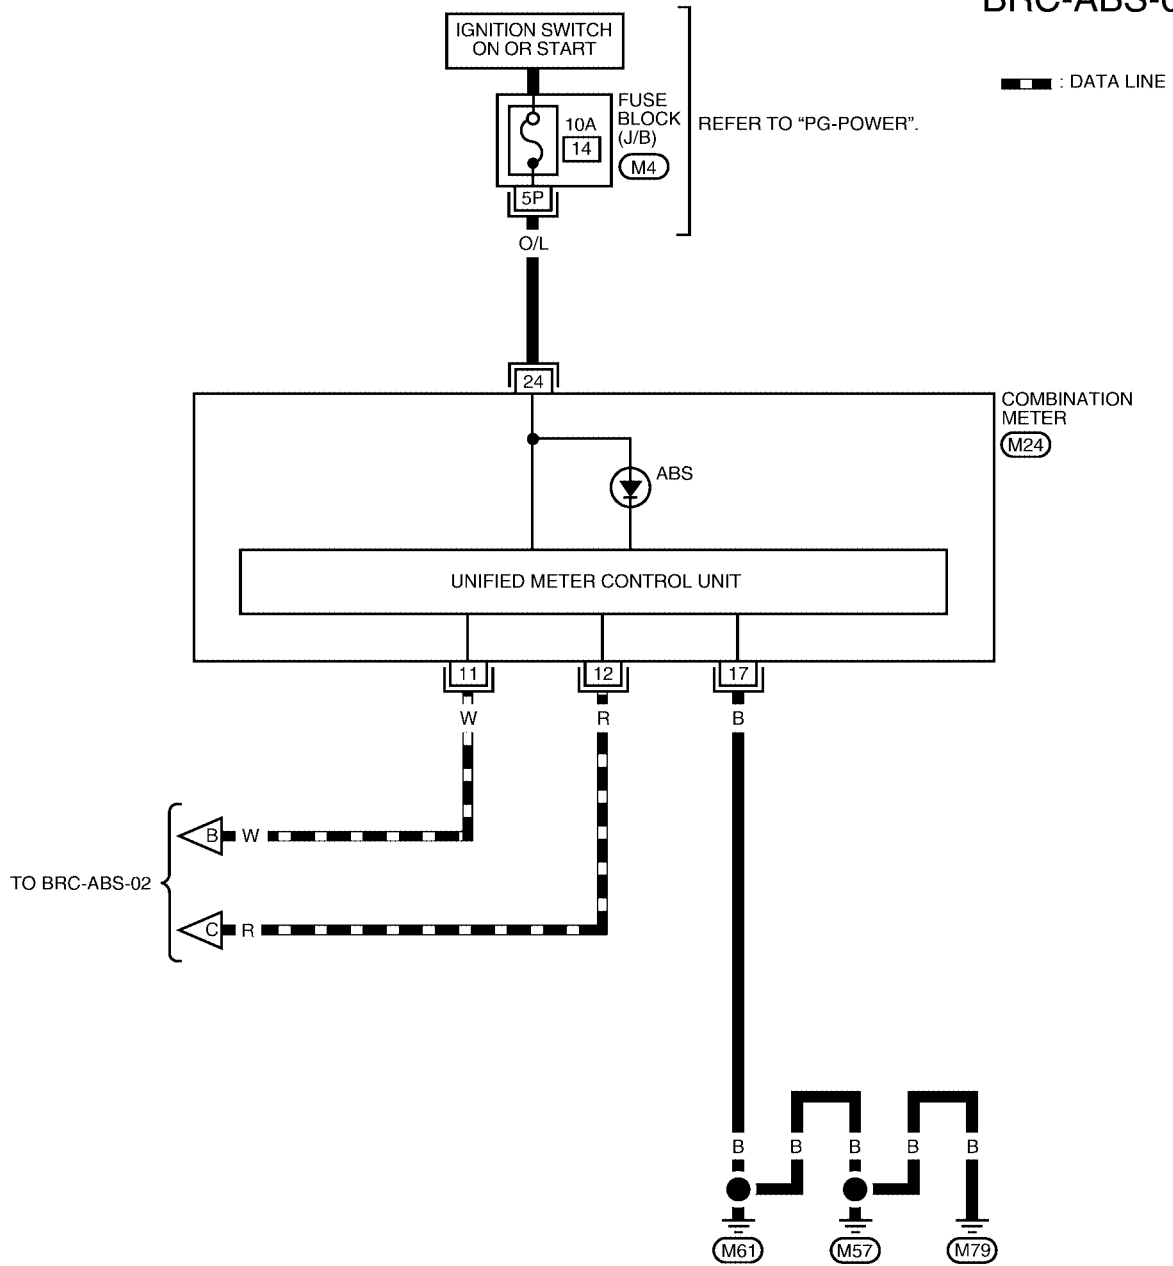 BRC-ABS-0
IGNITION SWITCH
ON OR START
: DATA LINE
FUSE
BLOCK
(J/B)
10A
14
M4
REFER TO “PG-POWER”.
5P
O/L
24
COMBINATION
METER
M24
ABS
UNIFIED METER CONTROL UNIT
11
12
17
W
R
B
B
W
TO BRC-ABS-02
C
R
B
B
B
B
B
M61
M57
M79